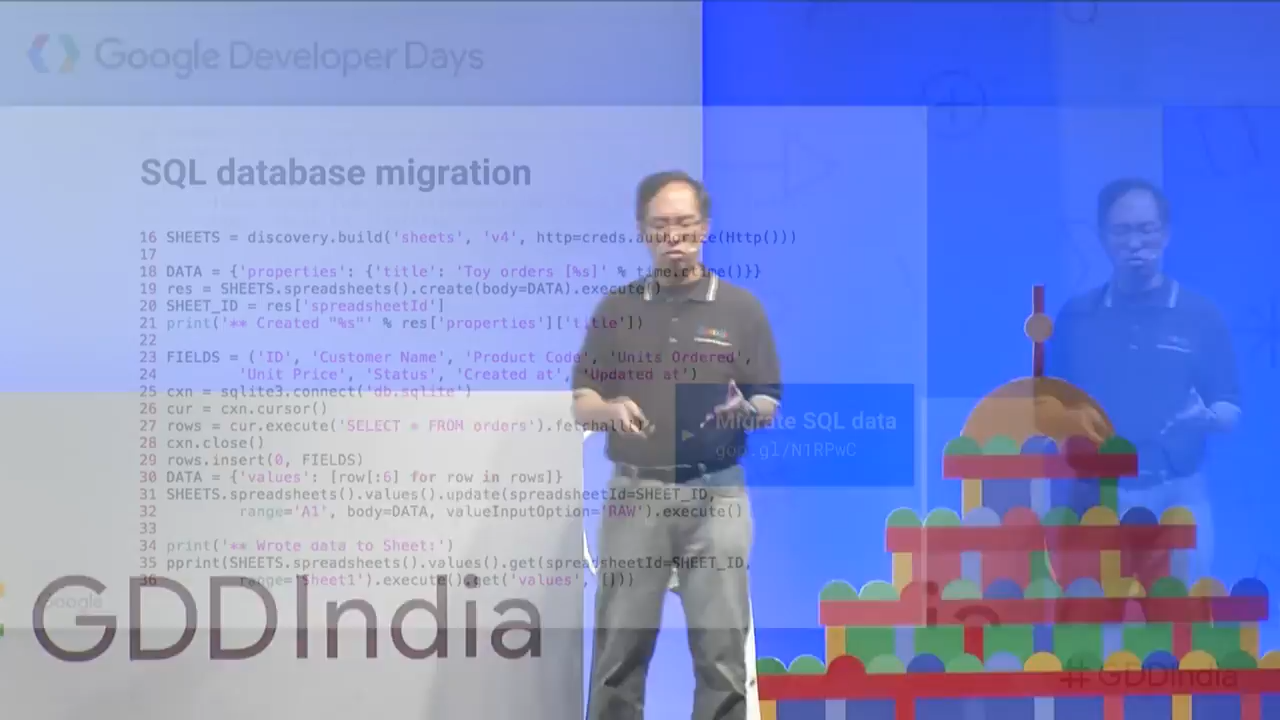 Google Developer Days
SQL database migration
16 SHEETS = discovery.build('sheets', 'v4', http=creds.authorize(Http()))
17
18 DATA = {'properties': {'title': 'Toy orders [%s]' % time.ctime()}}
19 res = SHEETS.spreadsheets().create(body=DATA).execute()
20 SHEET_ID = res['spreadsheetId']
21 print('** Created "%s"' % res['properties']['title'])
22
23 FIELDS = ('ID', 'Customer Name', 'Product Code', 'Units Ordered',
24 'Unit Price', 'Status', 'Created at', 'Updated at')
25 cxn = sqlite3.connect('db.sqlite')
26 cur = cxn.cursor()
27 rows = cur.execute('SELECT * FROM orders').fetchall()
28 cxn.close()
29 rows.insert(0, FIELDS)
30 DATA = {'values': [row[:6] for row in rows]}
31 SHEETS.spreadsheets().values().update(spreadsheetId=SHEET_ID,
32 range='A1', body=DATA, valueInputOption='RAW').execute()
33
34 print('** Wrote data to Sheet:')
35 pprint(SHEETS.spreadsheets().values().get(spreadsheetId=SHEET_ID,
36 range='Sheet1').execute().get('values', []))
Migrate SQL data
goo.gl/N1RPwC
Google
GDDIndia
#GDDIndia